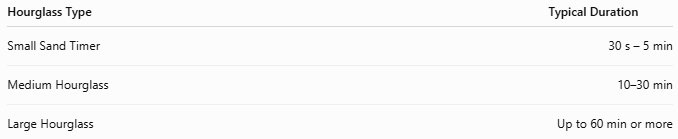 Hourglass Type Typical Duration
Small Sand Timer 30 s – 5 min
Medium Hourglass 10–30 min
Large Hourglass Up to 60 min or more